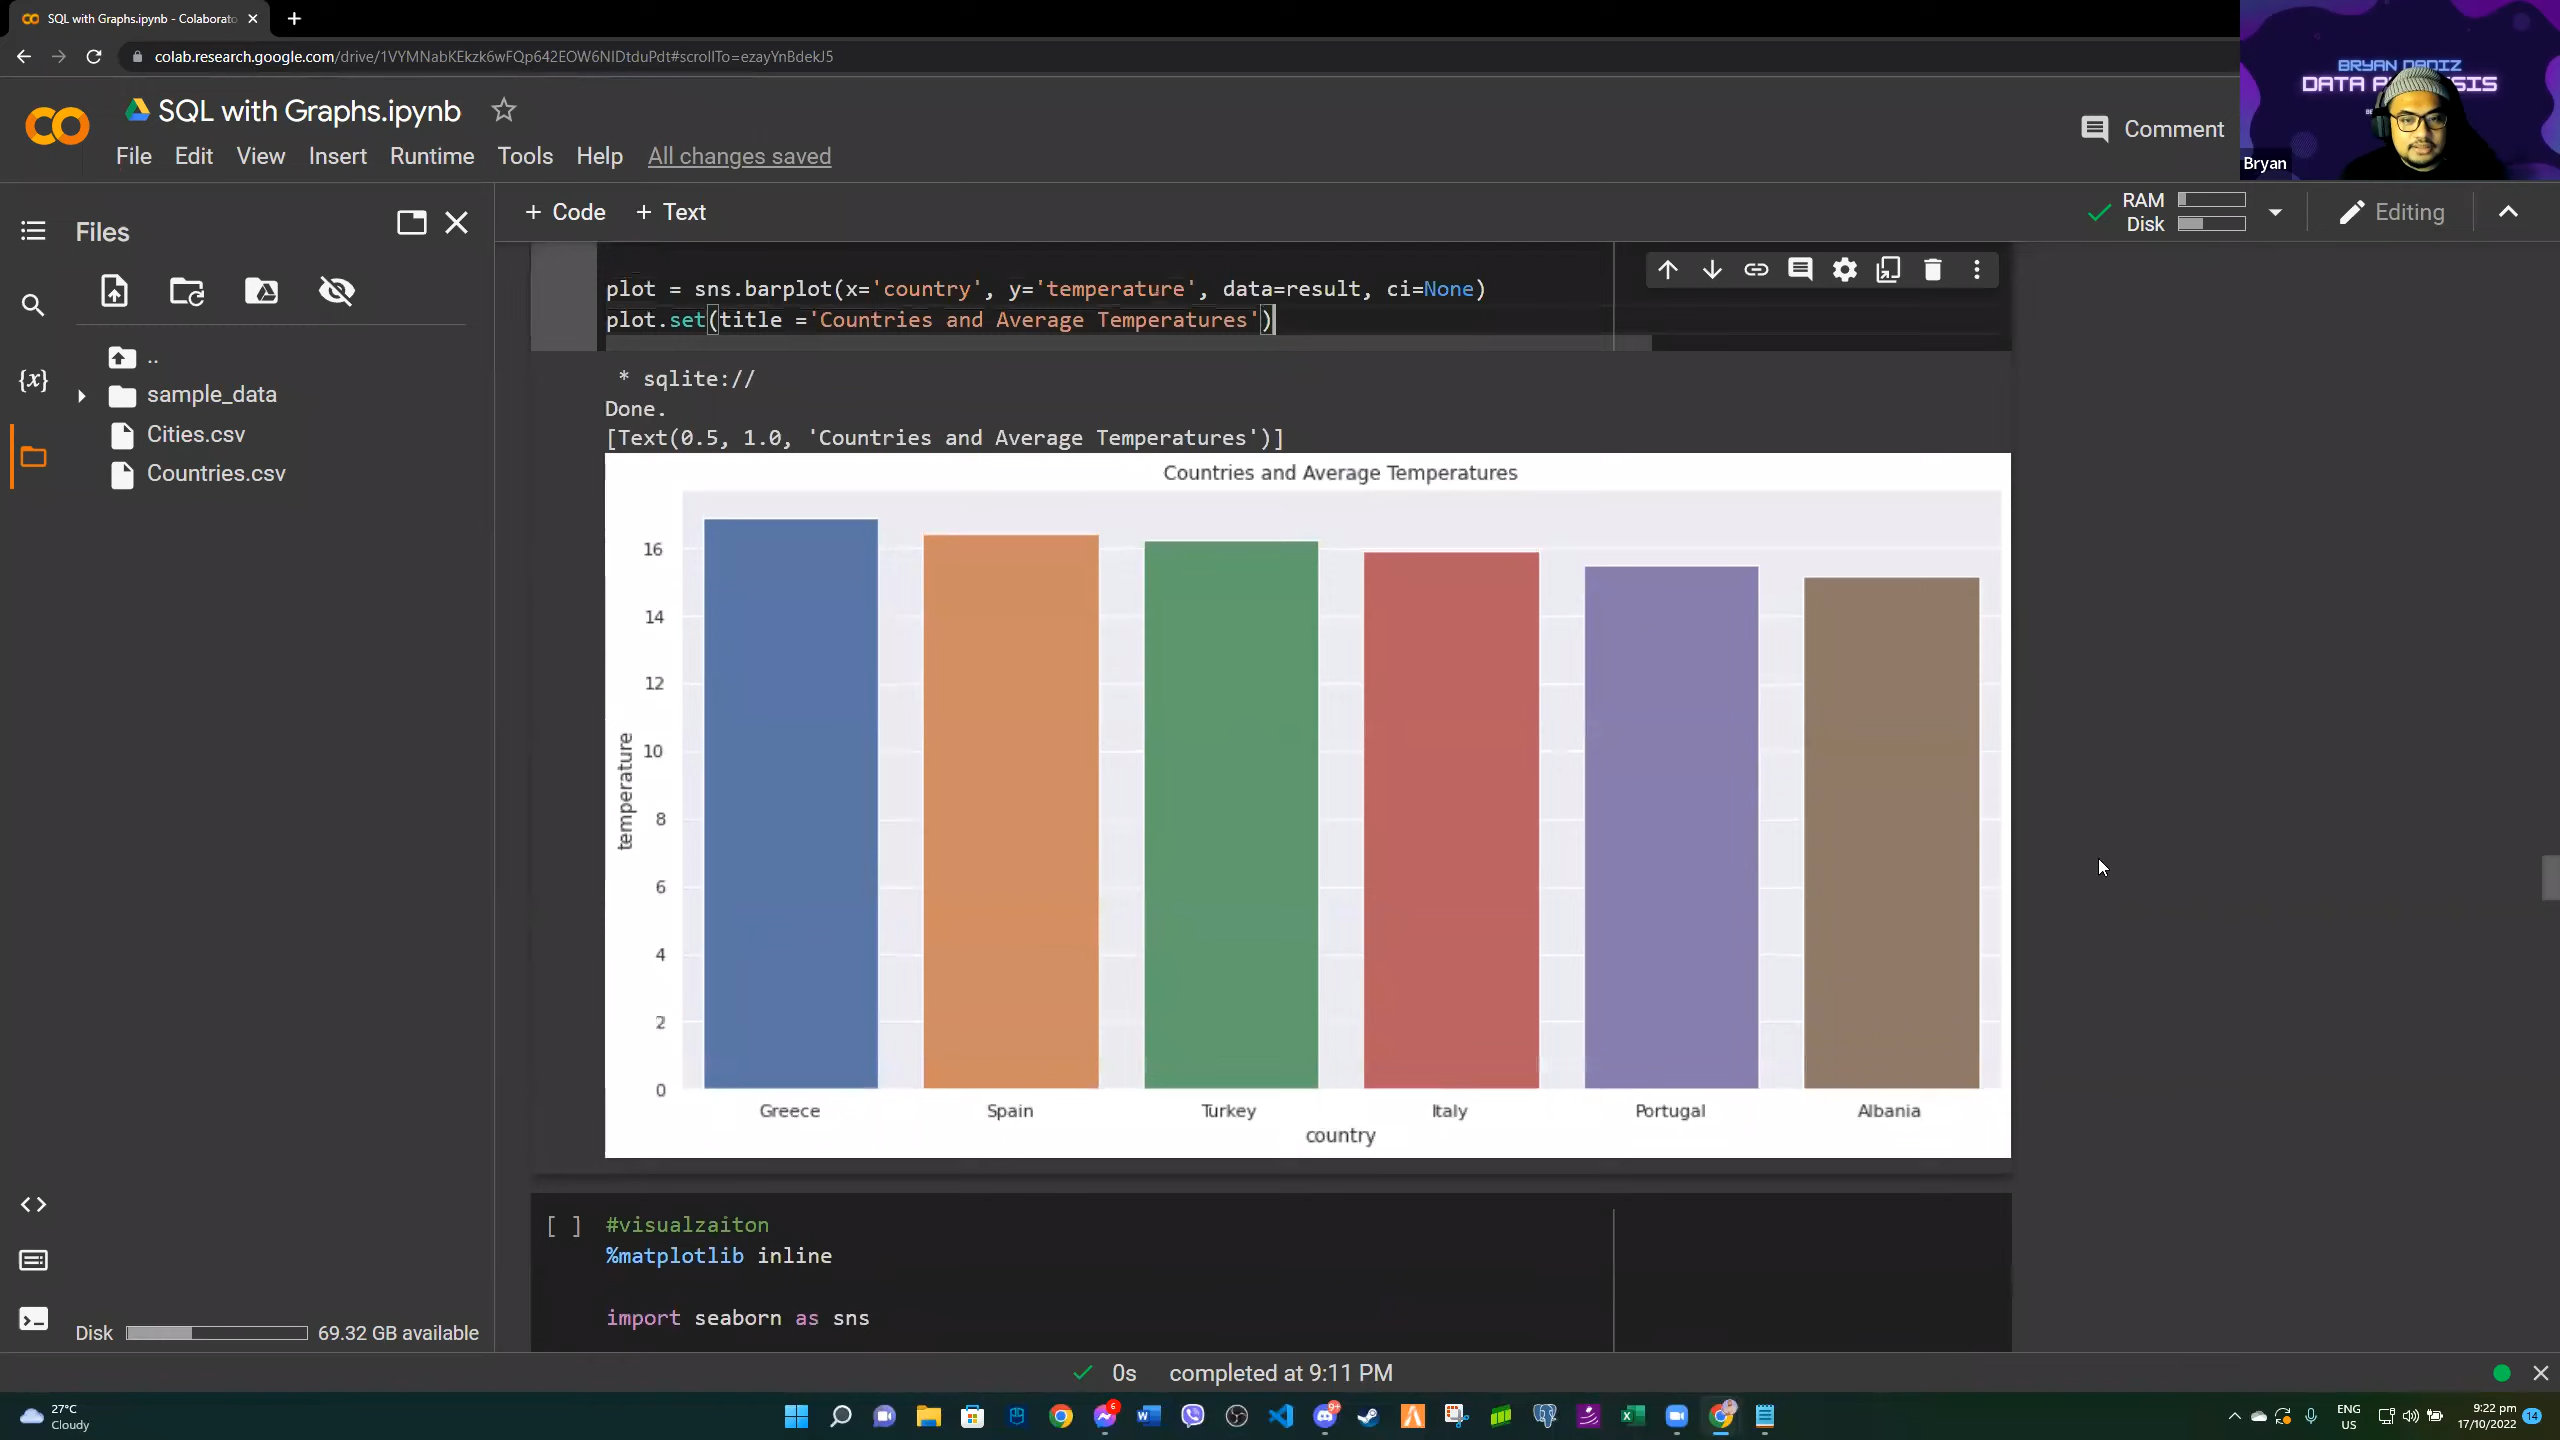 SQL with Graphs.ipynb - Colaborato
colab.research.google.com/drive/1VYMNabKEkzk6wFQp642EOW6NIDtduPdt#scrollTo=ezayYnBdekJ5
SQL with Graphs.ipynb
File Edit View Insert Runtime Tools Help All changes saved
Comment
BRYAN DADIZ
DATA
SIS
Bryan
Files
+ Code + Text
RAM
Disk
Editing
..
sample_data
Cities.csv
Countries.csv
{x}
plot = sns.barplot(x='country', y='temperature', data=result, ci=None)
plot.set(title ='Countries and Average Temperatures')
* sqlite://
Done.
[Text(0.5, 1.0, 'Countries and Average Temperatures')]
Countries and Average Temperatures
16
14
12
10
8
6
4
2
0
temperature
Greece Spain Turkey Italy Portugal Albania
country
[ ] #visualzaiton
%matplotlib inline
import seaborn as sns
Disk 69.32 GB available
0s completed at 9:11 PM
27°C
Cloudy
ENG
US
9:22 pm
17/10/2022
14